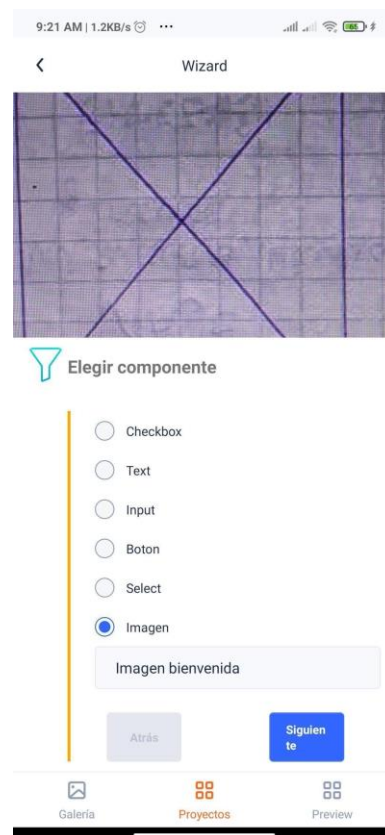 9:21 AM | 1.2KB/s
Wizard
Elegir componente
Checkbox
Text
Input
Boton
Select
Imagen
Imagen bienvenida
Atrás
Siguien
te
Galería
Proyectos
Preview